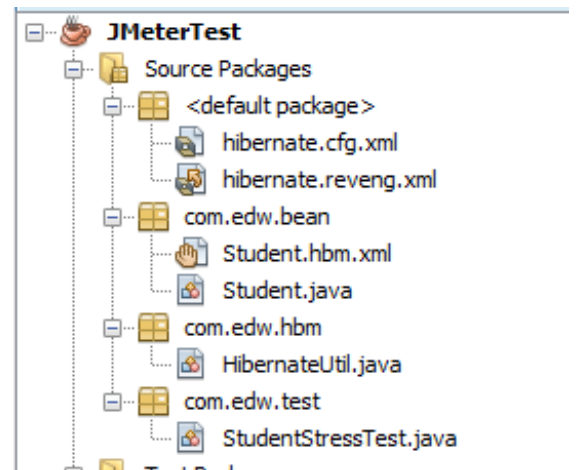 JMeterTest
Source Packages
<default package>
hibernate.cfg.xml
hibernate.reveng.xml
com.edw.bean
Student.hbm.xml
Student.java
com.edw.hbm
HibernateUtil.java
com.edw.test
StudentStressTest.java